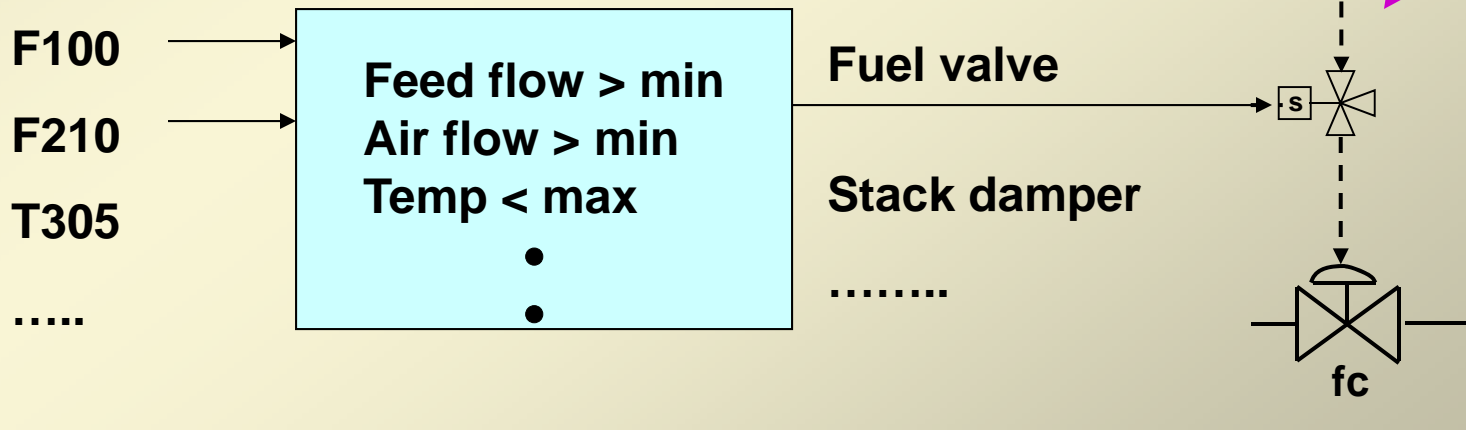 F100
F210
T305
…..
Feed flow > min
Air flow > min
Temp < max
•
•
Fuel valve
Stack damper
……..
s
fc